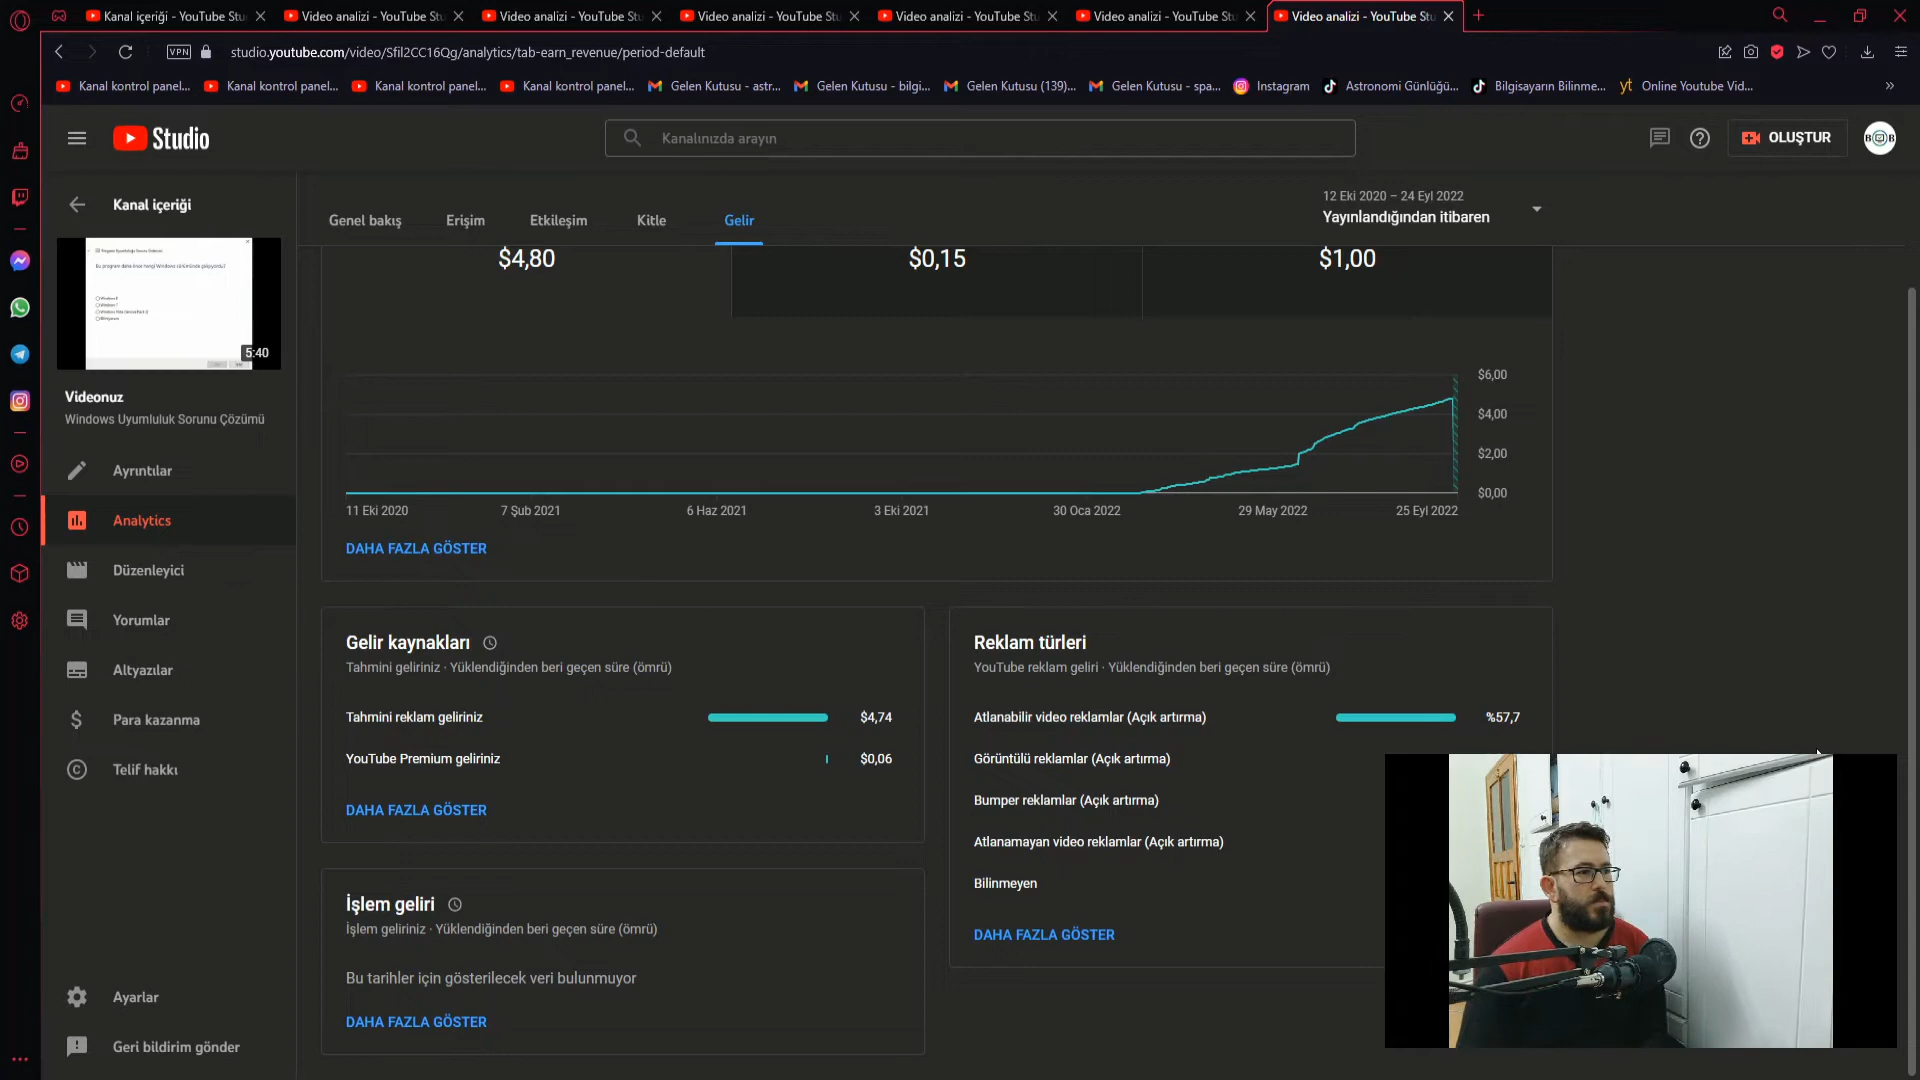 Kanal içeriği - YouTube Stu
Video analizi - YouTube Stu
Video analizi - YouTube Stu
Video analizi - YouTube Stu
Video analizi - YouTube Stu
Video analizi - YouTube Stu
Video analizi - YouTube Stu
VPN
studio.youtube.com/video/Sfil2CC16Qg/analytics/tab-earn_revenue/period-default
Kanal kontrol panel...
Kanal kontrol panel...
Kanal kontrol panel...
Kanal kontrol panel...
Gelen Kutusu - astr...
Gelen Kutusu - bilgi...
Gelen Kutusu (139)...
Gelen Kutusu - spa...
Instagram
Astronomi Günlüğü...
Bilgisayarın Bilinme...
yt Online Youtube Vid...
Studio
Kanalınızda arayın
OLUŞTUR
Kanal içeriği
5:40
Videonuz
Windows Uyumluluk Sorunu Çözümü
Ayrıntılar
Analytics
Düzenleyici
Yorumlar
Altyazılar
Para kazanma
Telif hakkı
Ayarlar
Geri bildirim gönder
Genel bakış
Erişim
Etkileşim
Kitle
Gelir
12 Eki 2020 – 24 Eyl 2022
Yayınlandığından itibaren
$4,80
$0,15
$1,00
$6,00
$4,00
$2,00
$0,00
11 Eki 2020
7 Şub 2021
6 Haz 2021
3 Eki 2021
30 Oca 2022
29 May 2022
25 Eyl 2022
DAHA FAZLA GÖSTER
Gelir kaynakları
Tahmini geliriniz · Yüklendiğinden beri geçen süre (ömrü)
Tahmini reklam geliriniz
$4,74
YouTube Premium geliriniz
$0,06
DAHA FAZLA GÖSTER
İşlem geliri
İşlem geliriniz · Yüklendiğinden beri geçen süre (ömrü)
Bu tarihler için gösterilecek veri bulunmuyor
DAHA FAZLA GÖSTER
Reklam türleri
YouTube reklam geliri · Yüklendiğinden beri geçen süre (ömrü)
Atlanabilir video reklamlar (Açık artırma)
%57,7
Görüntülü reklamlar (Açık artırma)
Bumper reklamlar (Açık artırma)
Atlanamayan video reklamlar (Açık artırma)
Bilinmeyen
DAHA FAZLA GÖSTER